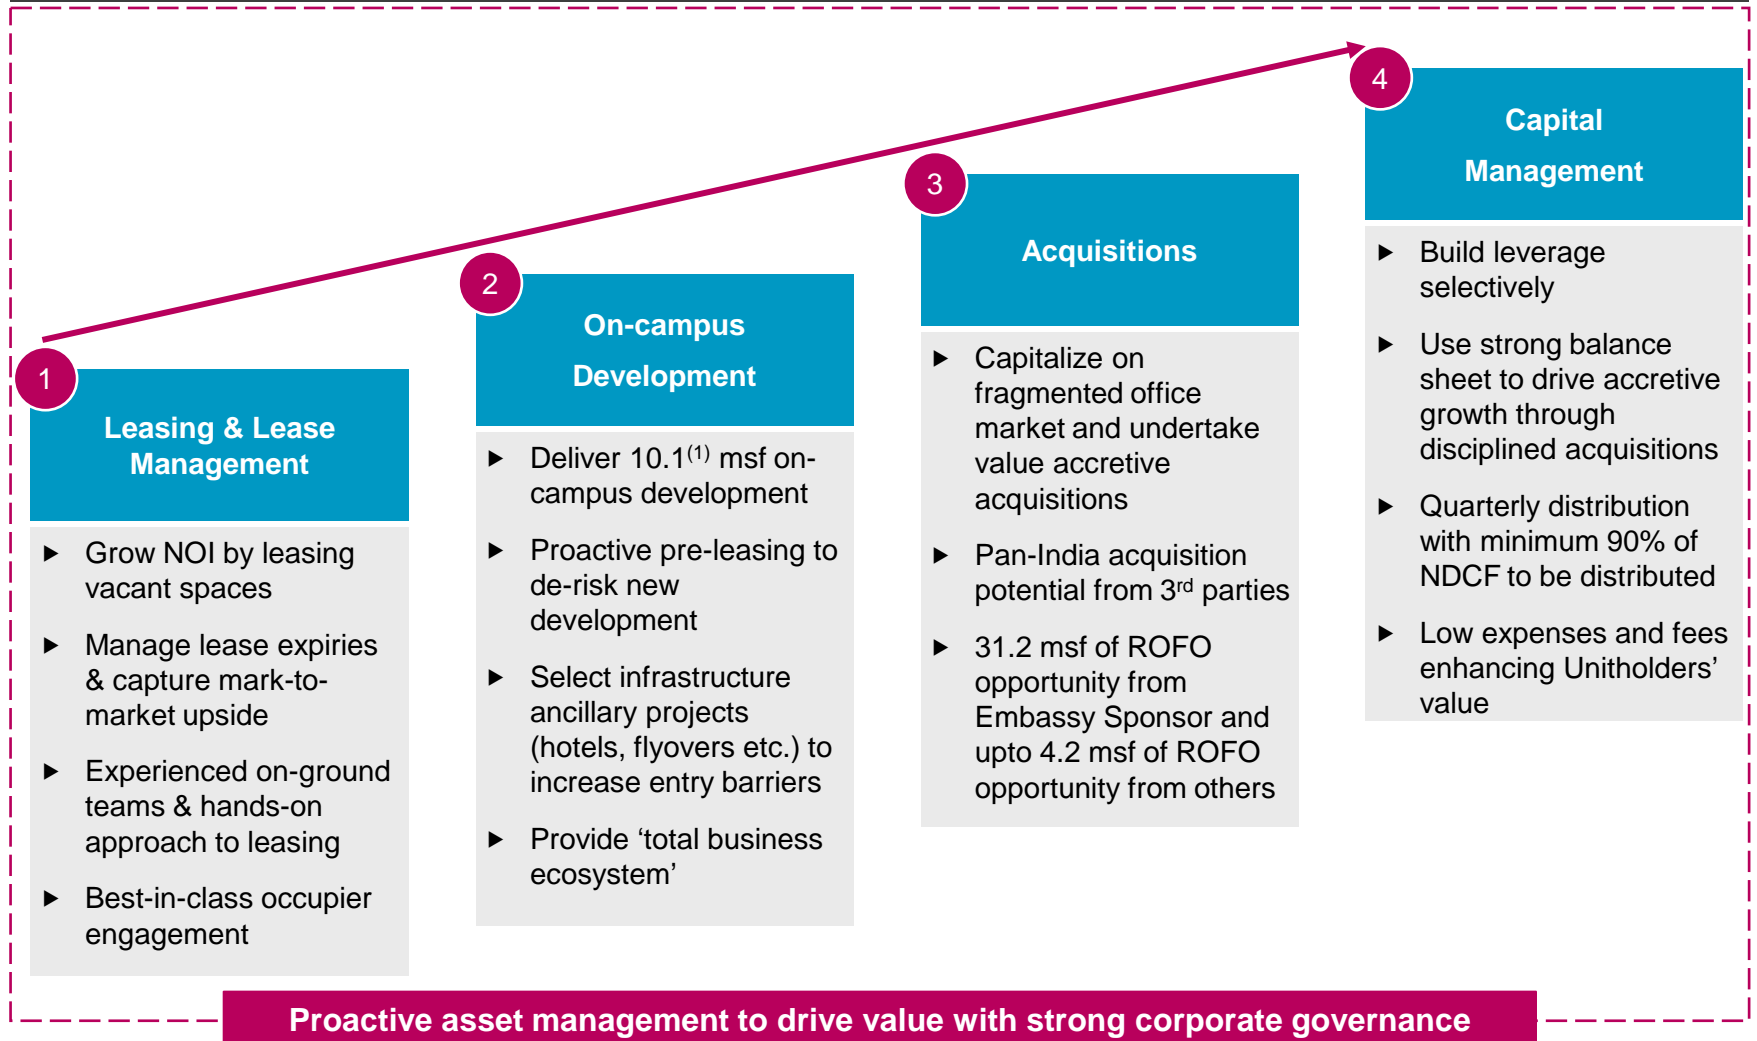 1
Leasing & Lease
Management
► Grow NOI by leasing
vacant spaces
► Manage lease expiries
& capture mark-to-
market upside
► Experienced on-ground
teams & hands-on
approach to leasing
► Best-in-class occupier
engagement
2
On-campus
Development
► Deliver 10.1(1) msf on-
campus development
► Proactive pre-leasing to
de-risk new
development
► Select infrastructure
ancillary projects
(hotels, flyovers etc.) to
increase entry barriers
► Provide ‘total business
ecosystem’
3
Acquisitions
► Capitalize on
fragmented office
market and undertake
value accretive
acquisitions
► Pan-India acquisition
potential from 3rd parties
► 31.2 msf of ROFO
opportunity from
Embassy Sponsor and
upto 4.2 msf of ROFO
opportunity from others
4
Capital
Management
► Build leverage
selectively
► Use strong balance
sheet to drive accretive
growth through
disciplined acquisitions
► Quarterly distribution
with minimum 90% of
NDCF to be distributed
► Low expenses and fees
enhancing Unitholders’
value
Proactive asset management to drive value with strong corporate governance